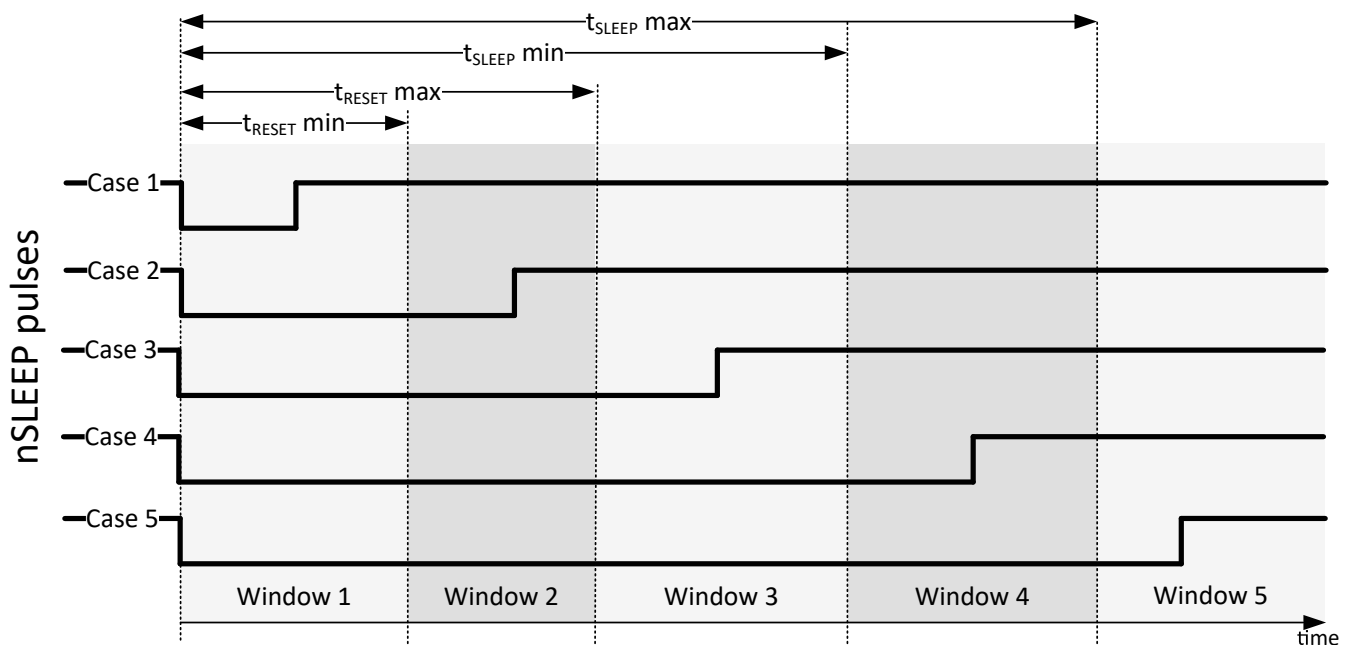 tSLEEP max
tSLEEP min
tRESET max
tRESET min
nSLEEP pulses
Case 1
Case 2
Case 3
Case 4
Case 5
Window 1 Window 2 Window 3 Window 4 Window 5
time